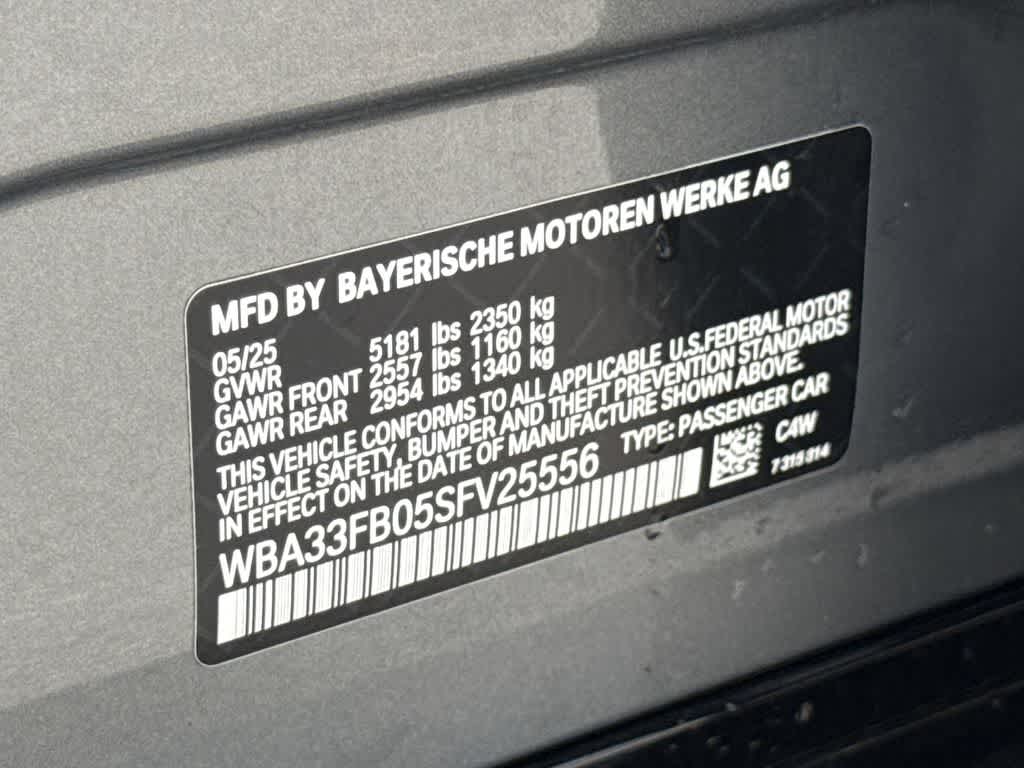 MFD BY BAYERISCHE MOTOREN WERKE AG
05/25
GVWR 5181 lbs 2350 kg
GAWR FRONT 2557 lbs 1160 kg
GAWR REAR 2954 lbs 1340 kg
THIS VEHICLE CONFORMS TO ALL APPLICABLE U.S.FEDERAL MOTOR
VEHICLE SAFETY, BUMPER AND THEFT PREVENTION STANDARDS
IN EFFECT ON THE DATE OF MANUFACTURE SHOWN ABOVE.
WBA33FB05SFV25556 TYPE: PASSENGER CAR
C4W
7 315 314